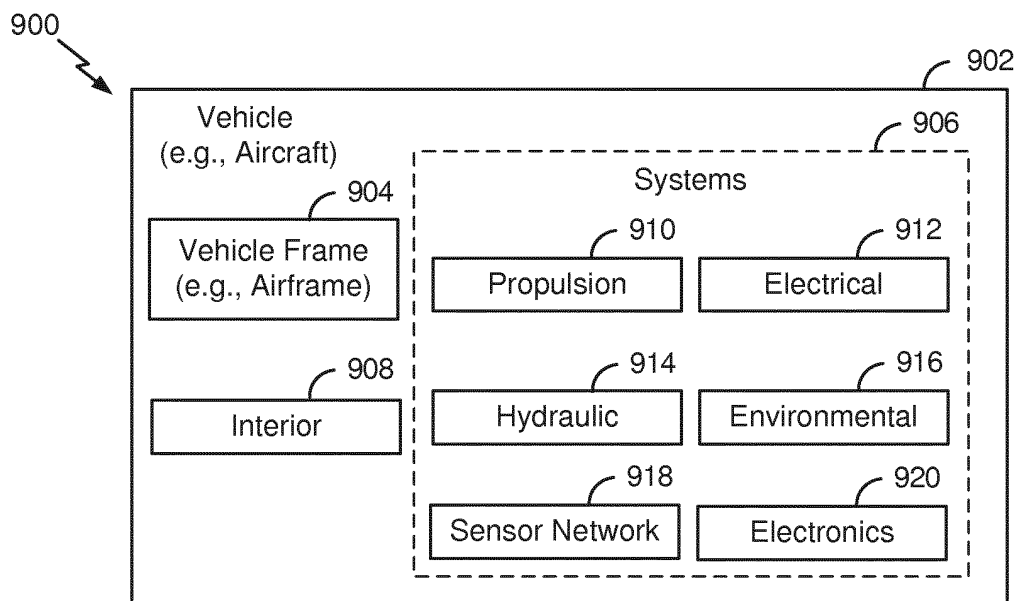 900
902
Vehicle
(e.g., Aircraft)
906
Systems
904
Vehicle Frame
(e.g., Airframe)
910
Propulsion
912
Electrical
908
Interior
914
Hydraulic
916
Environmental
918
Sensor Network
920
Electronics